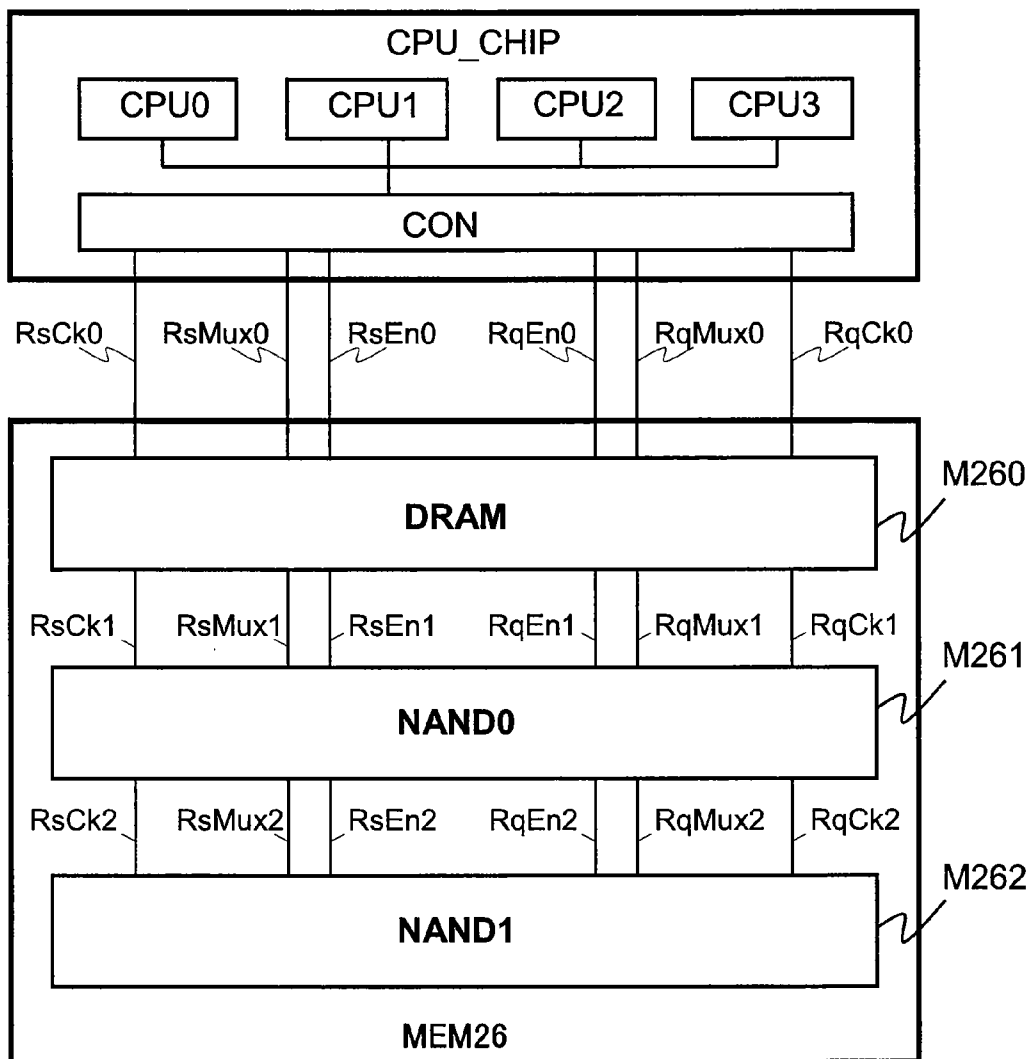 CPU_CHIP
CPU0 CPU1 CPU2 CPU3
CON
RsCk0 RsMux0 RsEn0 RqEn0 RqMux0 RqCk0
M260
DRAM
RsCk1 RsMux1 RsEn1 RqEn1 RqMux1 RqCk1
M261
NAND0
RsCk2 RsMux2 RsEn2 RqEn2 RqMux2 RqCk2
M262
NAND1
MEM26